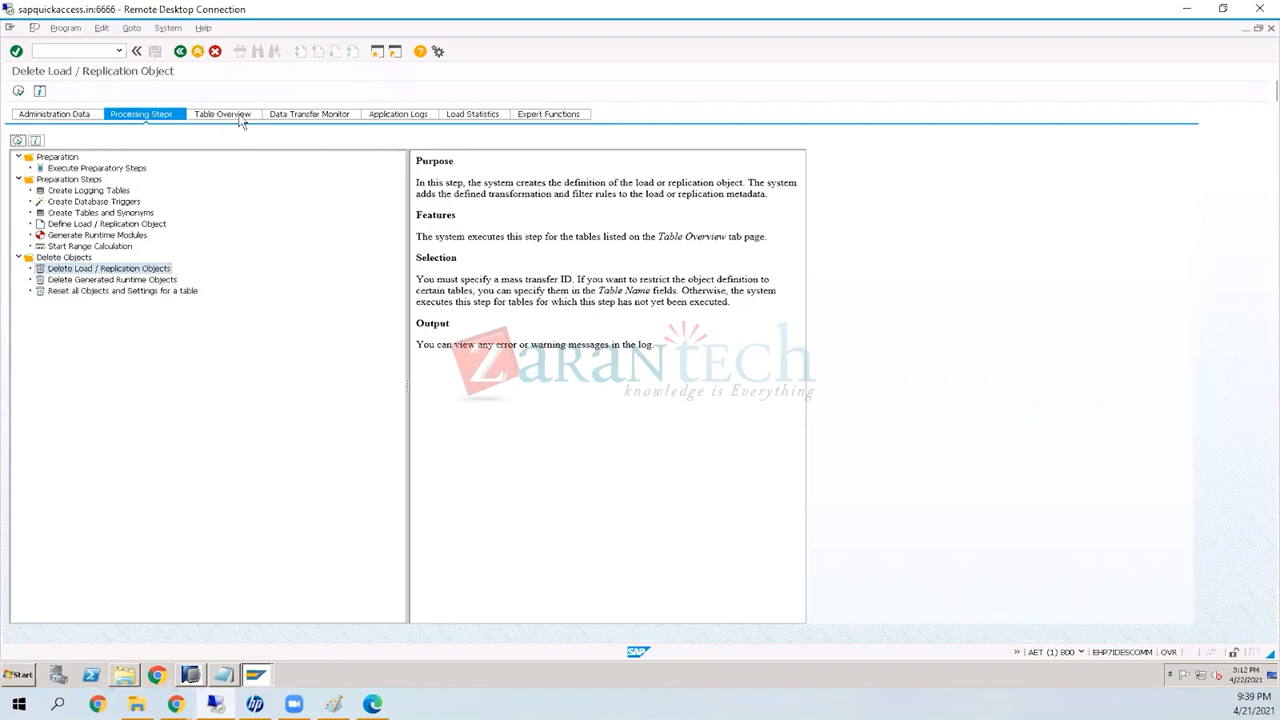 sapquickaccess.in:6666 - Remote Desktop Connection
Program Edit Goto System Help
Delete Load / Replication Object
Administration Data Processing Steps Table Overview Data Transfer Monitor Application Logs Load Statistics Expert Functions
Preparation
Execute Preparatory Steps
Preparation Steps
Create Logging Tables
Create Database Triggers
Create Tables and Synonyms
Define Load / Replication Object
Generate Runtime Modules
Start Range Calculation
Delete Objects
Delete Load / Replication Objects
Delete Generated Runtime Objects
Reset all Objects and Settings for a table
Purpose
In this step, the system creates the definition of the load or replication object. The system
adds the defined transformation and filter rules to the load or replication metadata.
Features
The system executes this step for the tables listed on the Table Overview tab page.
Selection
You must specify a mass transfer ID. If you want to restrict the object definition to
certain tables, you can specify them in the Table Name fields. Otherwise, the system
executes this step for tables for which this step has not yet been executed.
Output
You can view any error or warning messages in the log.
ZaranTech
knowledge is Everything
SAP
» AET (1) 800 EHP7IDESCOMM OVR
Start
3:12 PM
4/22/2021
9:39 PM
4/21/2021